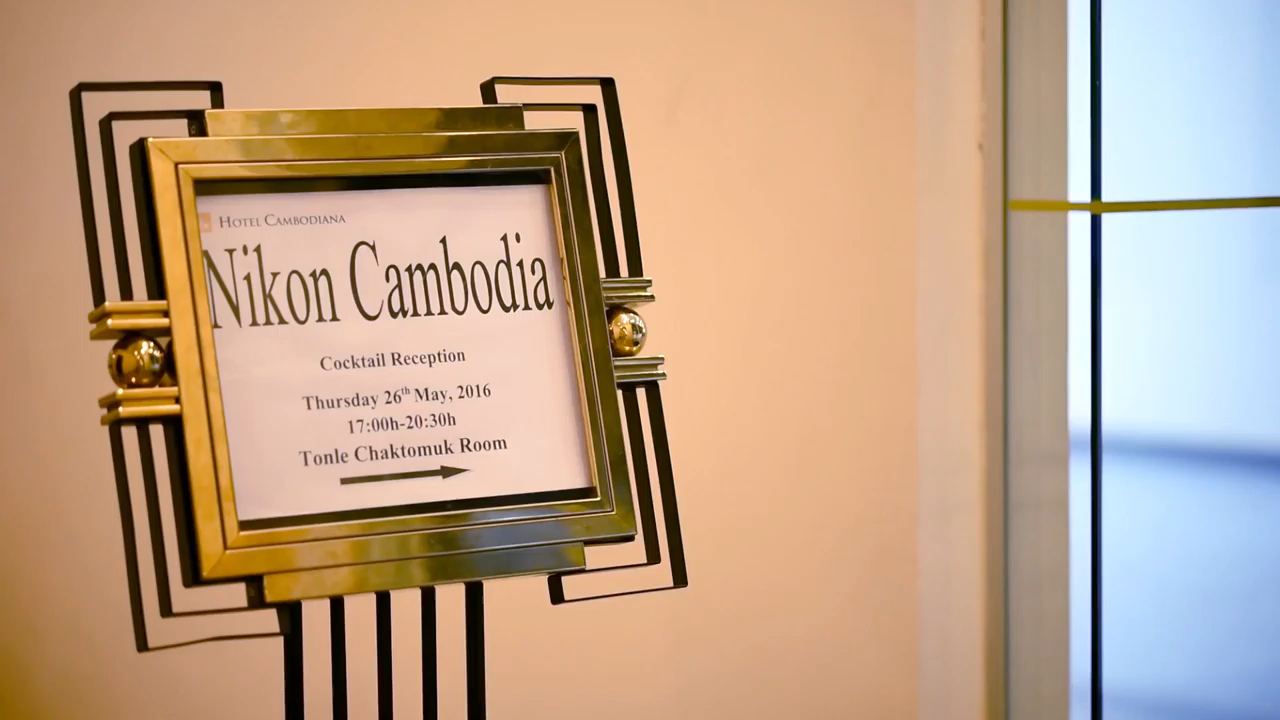 HOTEL CAMBODIANA
Nikon Cambodia
Cocktail Reception
Thursday 26th May, 2016
17:00h-20:30h
Tonle Chaktomuk Room